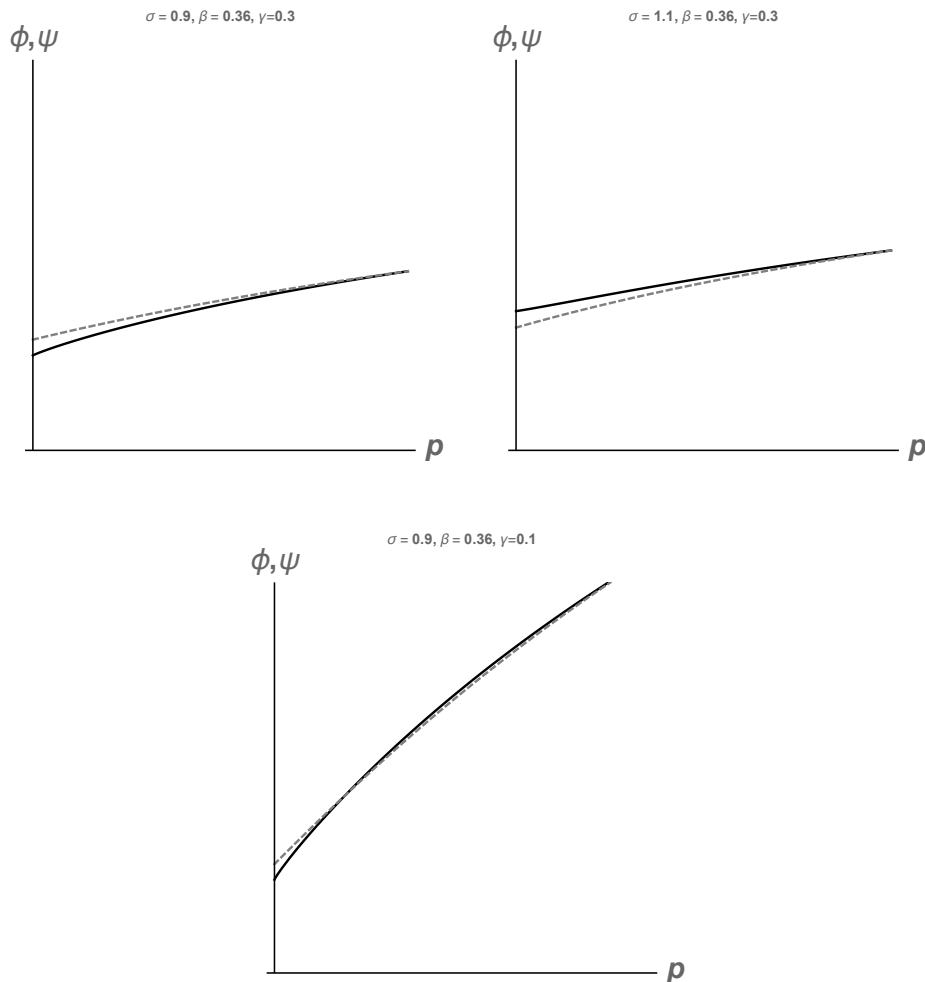 σ = 0.9, β = 0.36, γ=0.3
ϕ,ψ
p
σ = 1.1, β = 0.36, γ=0.3
ϕ,ψ
p
σ = 0.9, β = 0.36, γ=0.1
ϕ,ψ
p